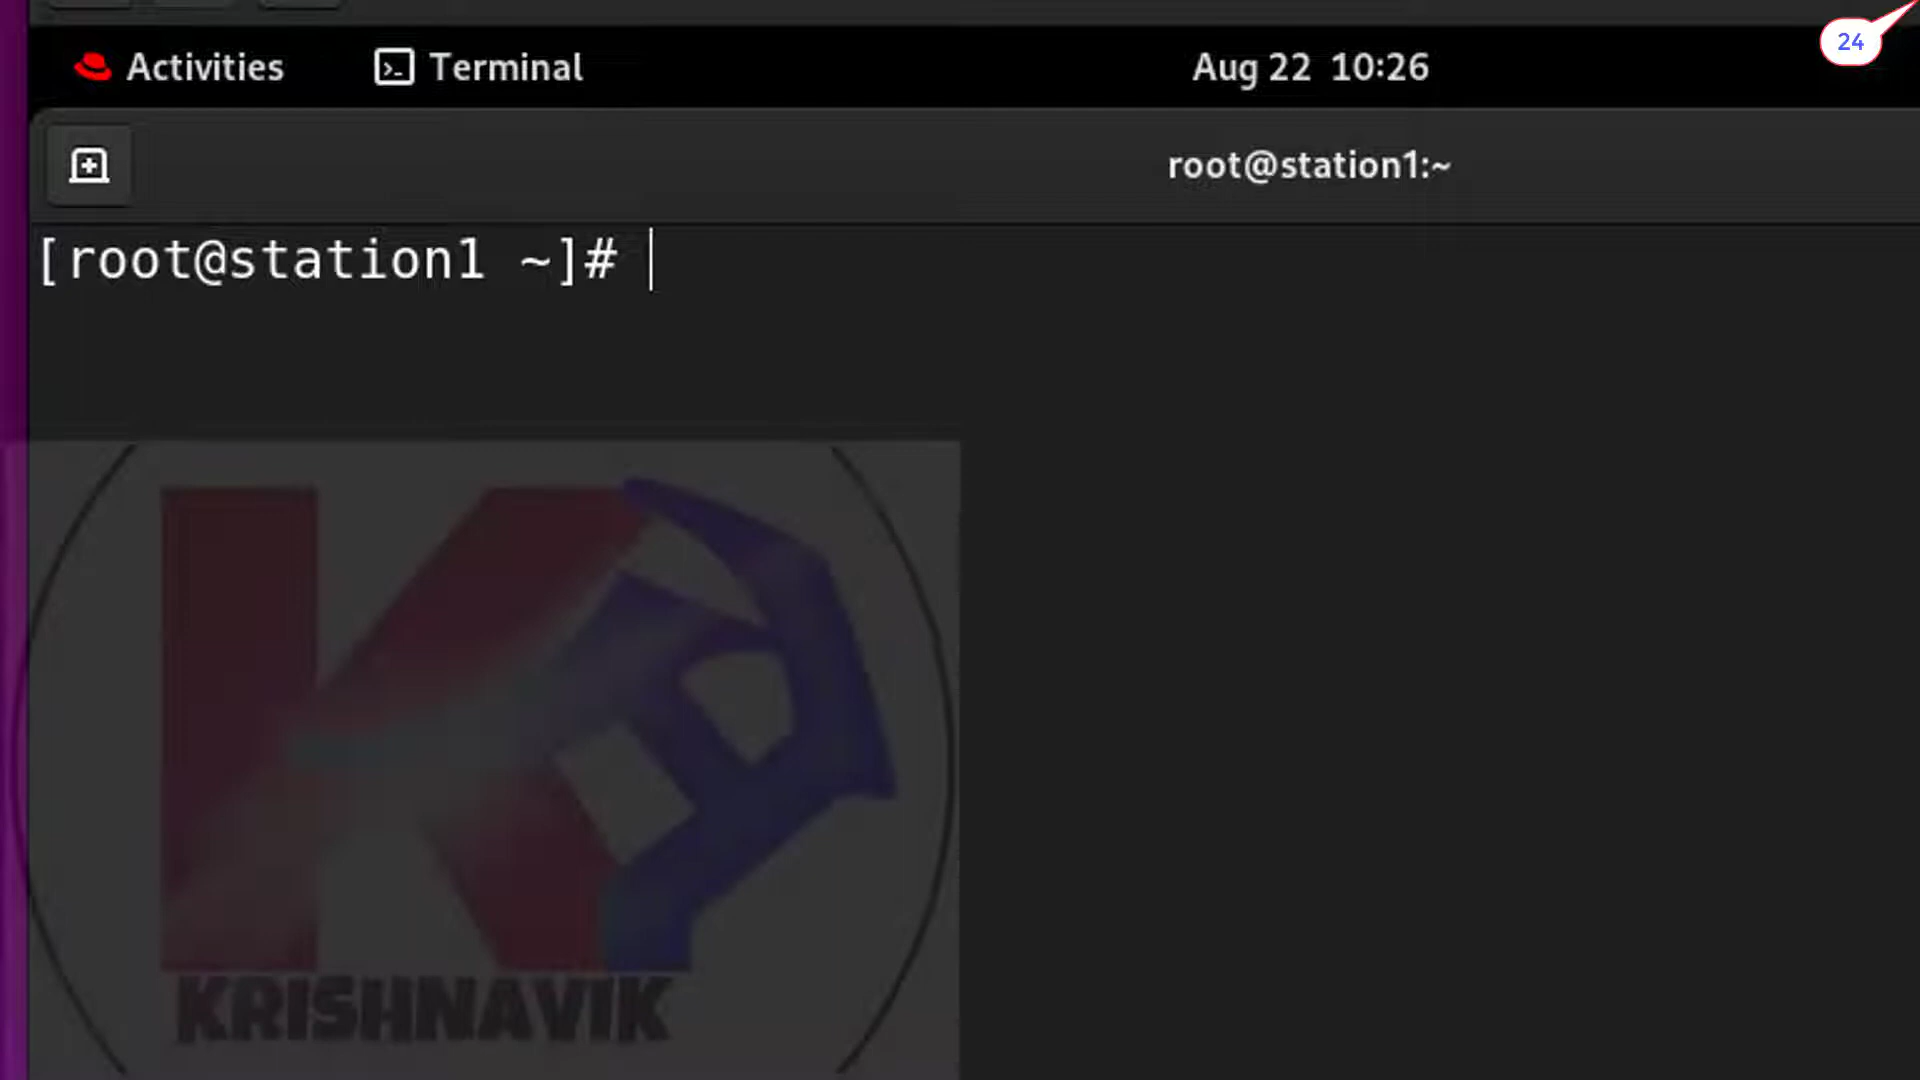 24
Activities Terminal Aug 22 10:26
root@station1:~
[root@station1 ~]#
KRISHNAVIK